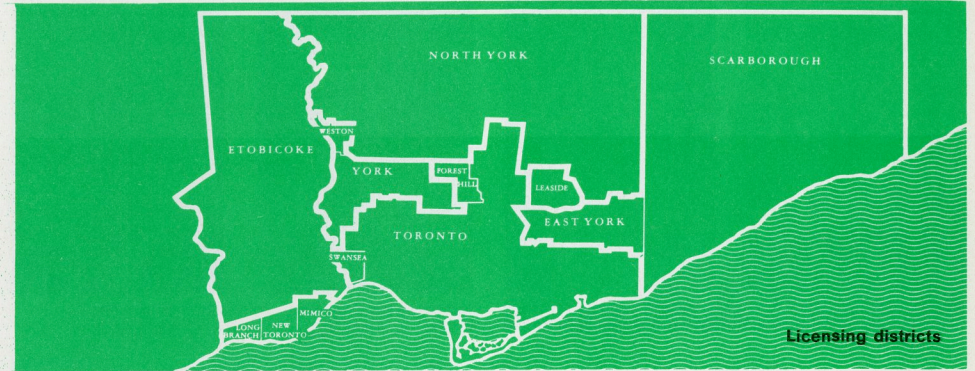 NORTH YORK
SCARBOROUGH
WESTON
ETOBICOKE
YORK
FOREST
HILL
LEASIDE
EAST YORK
TORONTO
SWANSEA
MIMICO
LONG
BRANCH
NEW
TORONTO
Licensing districts